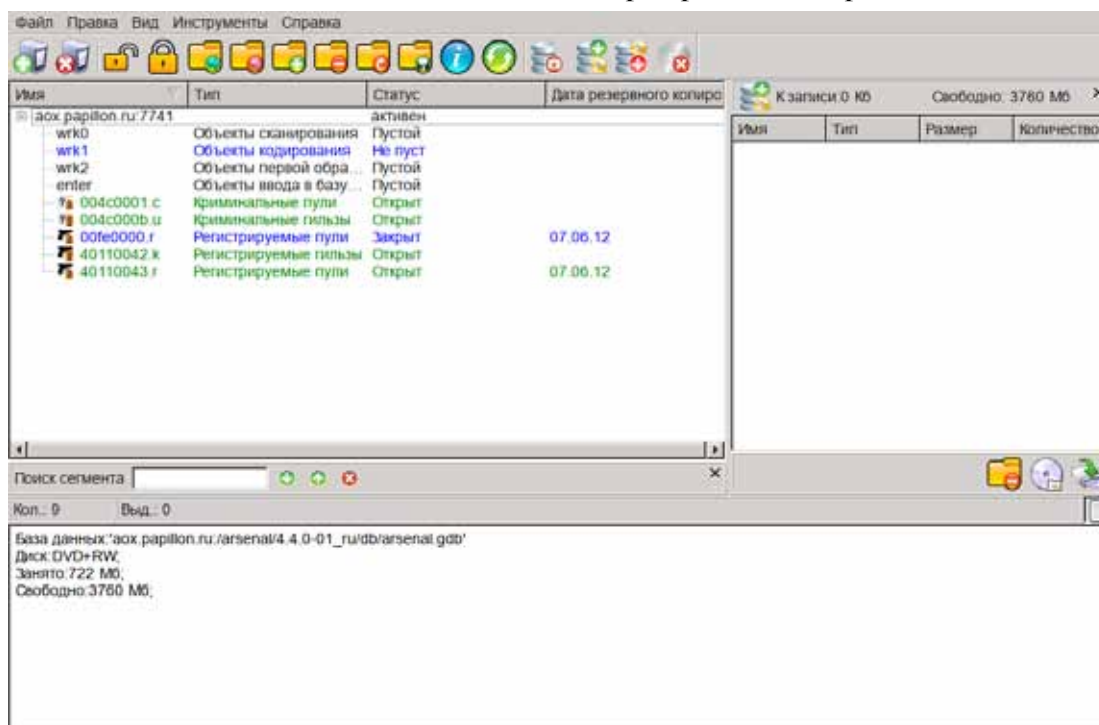 Файл Правка Вид Инструменты Справка
Имя Тип Статус Дата резервного копиро
К записи:0 Кб Свободно: 3760 Мб
Имя Тип Размер Количество
aox.papillon.ru:7741 активен
wrk0 Объекты сканирования Пустой
wrk1 Объекты кодирования Не пуст
wrk2 Объекты первой обра... Пустой
enter Объекты ввода в базу... Пустой
004c0001.c Криминальные пули Открыт
004c000b.u Криминальные гильзы Открыт
00fe0000.r Регистрируемые пули Закрыт 07.06.12
40110042.k Регистрируемые гильзы Открыт
40110043.r Регистрируемые пули Открыт 07.06.12
Поиск сегмента
Кол.: 9 Выд.: 0
База данных:'aox.papillon.ru:/arsenal/4.4.0-01_ru/db/arsenal.gdb'
Диск:DVD+RW;
Занято:722 Мб;
Свободно:3760 Мб;